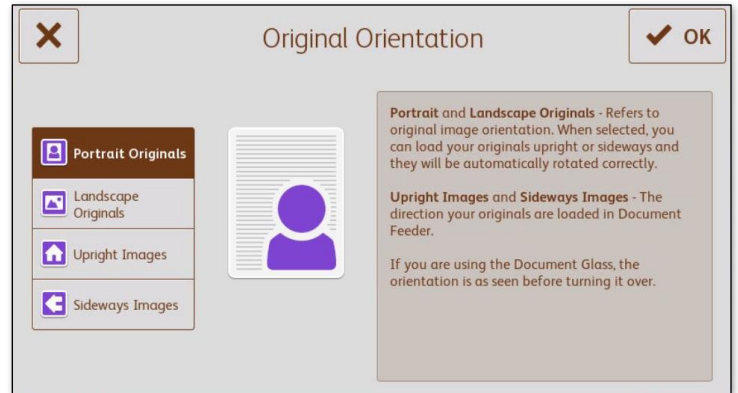 Original Orientation
OK
Portrait Originals
Landscape
Originals
Upright Images
Sideways Images
Portrait and Landscape Originals - Refers to
original image orientation. When selected, you
can load your originals upright or sideways and
they will be automatically rotated correctly.
Upright Images and Sideways Images - The
direction your originals are loaded in Document
Feeder.
If you are using the Document Glass, the
orientation is as seen before turning it over.